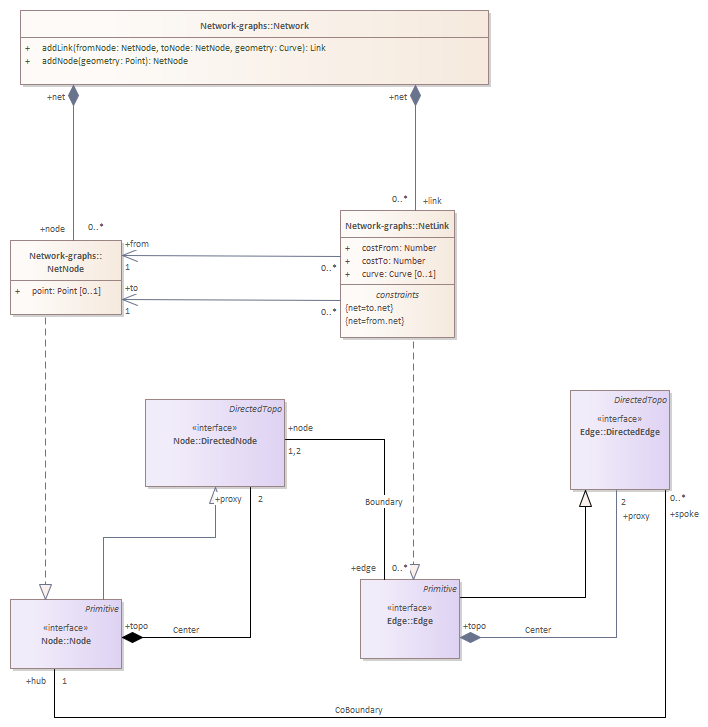 Network-graphs::Network
+ addLink(fromNode: NetNode, toNode: NetNode, geometry: Curve): Link
+ addNode(geometry: Point): NetNode
+net
+net
0..*
+link
+node
0..*
Network-graphs::
NetNode
+ point: Point [0..1]
+from
1
0..*
+to
1
0..*
Network-graphs::NetLink
+ costFrom: Number
+ costTo: Number
+ curve: Curve [0..1]
constraints
{net=to.net}
{net=from.net}
DirectedTopo
«interface»
Node::DirectedNode
+node
1,2
DirectedTopo
«interface»
Edge::DirectedEdge
+proxy
2
2
+proxy
0..*
+spoke
Boundary
+edge
0..*
Primitive
«interface»
Node::Node
+topo
Center
Primitive
«interface»
Edge::Edge
+topo
Center
+hub
1
CoBoundary